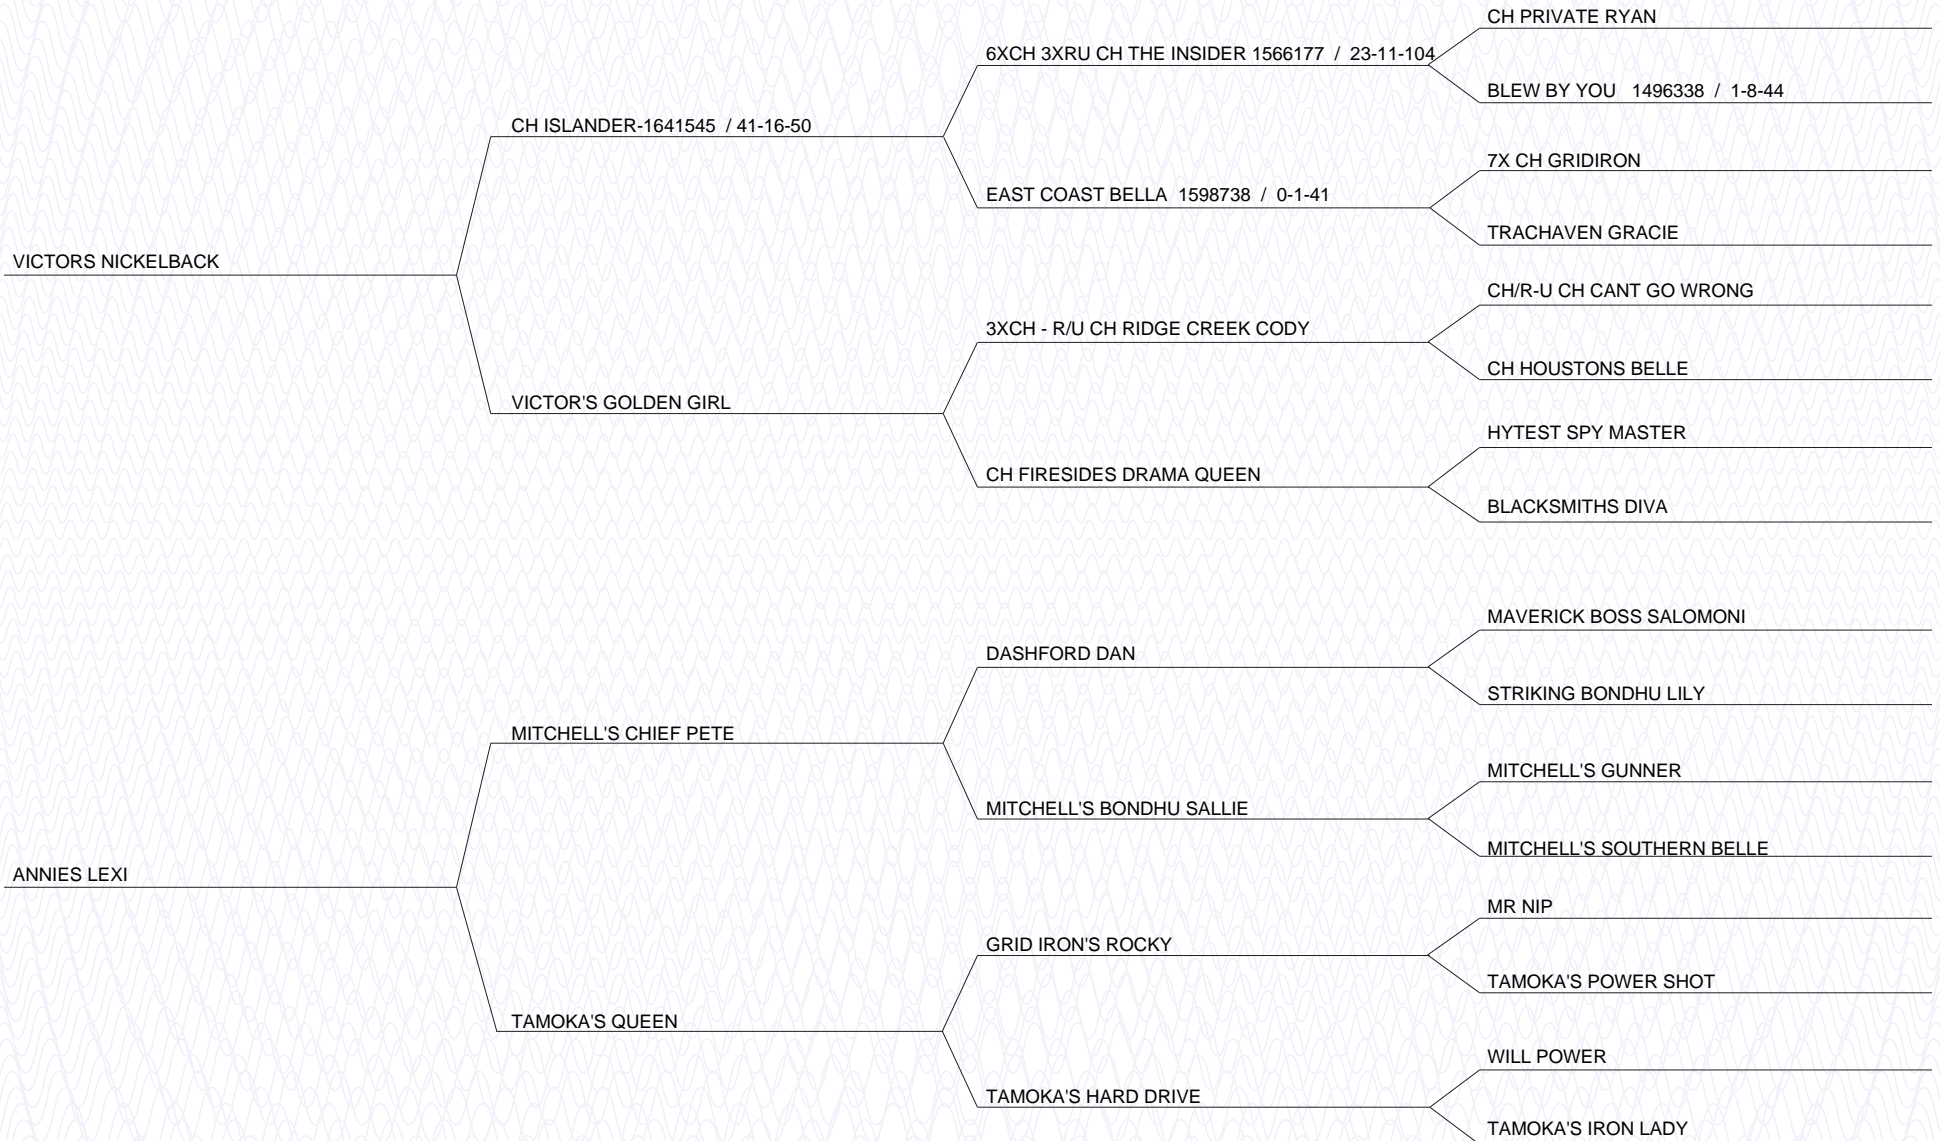 CH PRIVATE RYAN
6XCH 3XRU CH THE INSIDER 1566177 / 23-11-104
BLEW BY YOU 1496338 / 1-8-44
CH ISLANDER-1641545 / 41-16-50
7X CH GRIDIRON
EAST COAST BELLA 1598738 / 0-1-41
TRACHAVEN GRACIE
VICTORS NICKELBACK
CH/R-U CH CANT GO WRONG
3XCH - R/U CH RIDGE CREEK CODY
CH HOUSTONS BELLE
VICTOR'S GOLDEN GIRL
HYTEST SPY MASTER
CH FIRESIDES DRAMA QUEEN
BLACKSMITHS DIVA
MAVERICK BOSS SALOMONI
DASHFORD DAN
STRIKING BONDHU LILY
MITCHELL'S CHIEF PETE
MITCHELL'S GUNNER
MITCHELL'S BONDHU SALLIE
MITCHELL'S SOUTHERN BELLE
ANNIES LEXI
MR NIP
GRID IRON'S ROCKY
TAMOKA'S POWER SHOT
TAMOKA'S QUEEN
WILL POWER
TAMOKA'S HARD DRIVE
TAMOKA'S IRON LADY